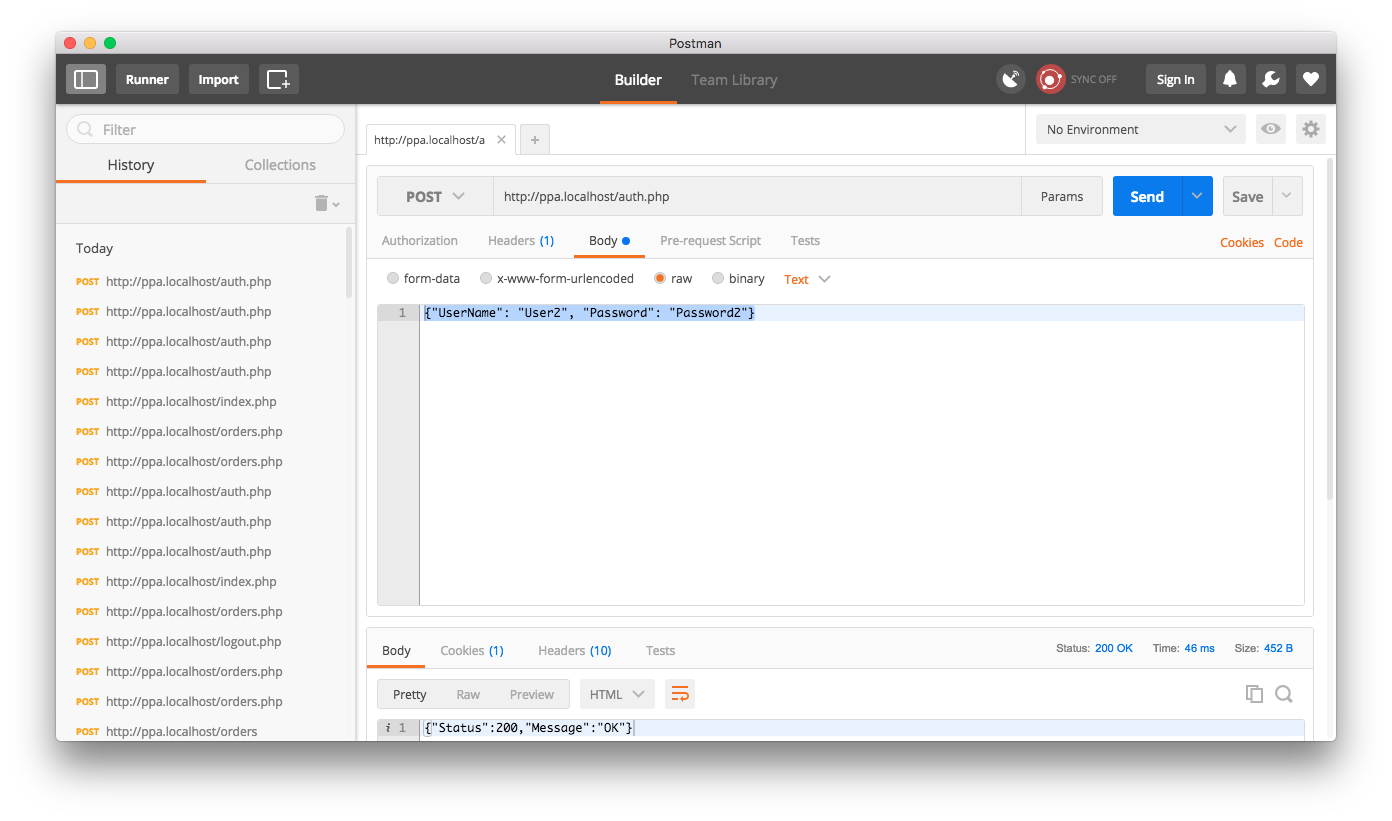 Postman
Runner Import Builder Team Library SYNC OFF Sign In
Filter
History Collections
Today
POST http://ppa.localhost/auth.php
POST http://ppa.localhost/auth.php
POST http://ppa.localhost/auth.php
POST http://ppa.localhost/auth.php
POST http://ppa.localhost/index.php
POST http://ppa.localhost/orders.php
POST http://ppa.localhost/orders.php
POST http://ppa.localhost/auth.php
POST http://ppa.localhost/auth.php
POST http://ppa.localhost/auth.php
POST http://ppa.localhost/index.php
POST http://ppa.localhost/orders.php
POST http://ppa.localhost/logout.php
POST http://ppa.localhost/orders.php
POST http://ppa.localhost/orders.php
POST http://ppa.localhost/orders
http://ppa.localhost/a
No Environment
POST http://ppa.localhost/auth.php Params Send Save
Authorization Headers (1) Body Pre-request Script Tests Cookies Code
form-data x-www-form-urlencoded raw binary Text
1 {"UserName": "User2", "Password": "Password2"}
Body Cookies (1) Headers (10) Tests Status: 200 OK Time: 46 ms Size: 452 B
Pretty Raw Preview HTML
i 1 {"Status":200,"Message":"OK"}